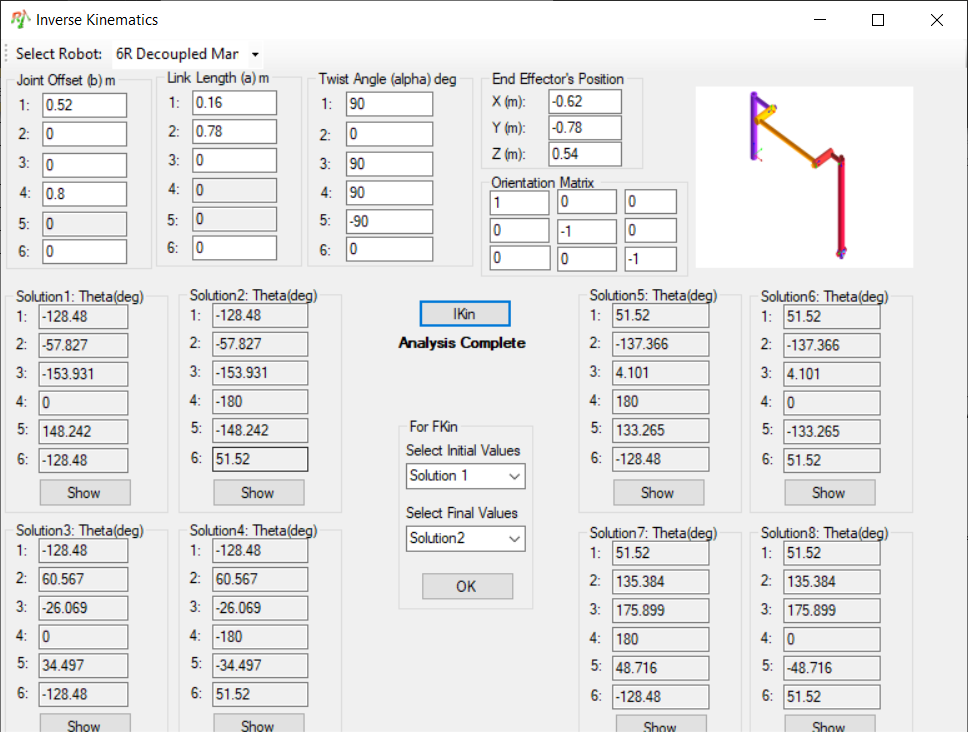 Inverse Kinematics
Select Robot: 6R Decoupled Mar
Joint Offset (b) m
1: 0.52
2: 0
3: 0
4: 0.8
5: 0
6: 0
Link Length (a) m
1: 0.16
2: 0.78
3: 0
4: 0
5: 0
6: 0
Twist Angle (alpha) deg
1: 90
2: 0
3: 90
4: 90
5: -90
6: 0
End Effector's Position
X (m): -0.62
Y (m): -0.78
Z (m): 0.54
Orientation Matrix
1 0 0
0 -1 0
0 0 -1
Solution1: Theta(deg)
1: -128.48
2: -57.827
3: -153.931
4: 0
5: 148.242
6: -128.48
Show
Solution2: Theta(deg)
1: -128.48
2: -57.827
3: -153.931
4: -180
5: -148.242
6: 51.52
Show
IKin
Analysis Complete
For FKin
Select Initial Values
Solution 1
Select Final Values
Solution2
OK
Solution5: Theta(deg)
1: 51.52
2: -137.366
3: 4.101
4: 180
5: 133.265
6: -128.48
Show
Solution6: Theta(deg)
1: 51.52
2: -137.366
3: 4.101
4: 0
5: -133.265
6: 51.52
Show
Solution3: Theta(deg)
1: -128.48
2: 60.567
3: -26.069
4: 0
5: 34.497
6: -128.48
Show
Solution4: Theta(deg)
1: -128.48
2: 60.567
3: -26.069
4: -180
5: -34.497
6: 51.52
Show
Solution7: Theta(deg)
1: 51.52
2: 135.384
3: 175.899
4: 180
5: 48.716
6: -128.48
Show
Solution8: Theta(deg)
1: 51.52
2: 135.384
3: 175.899
4: 0
5: -48.716
6: 51.52
Show